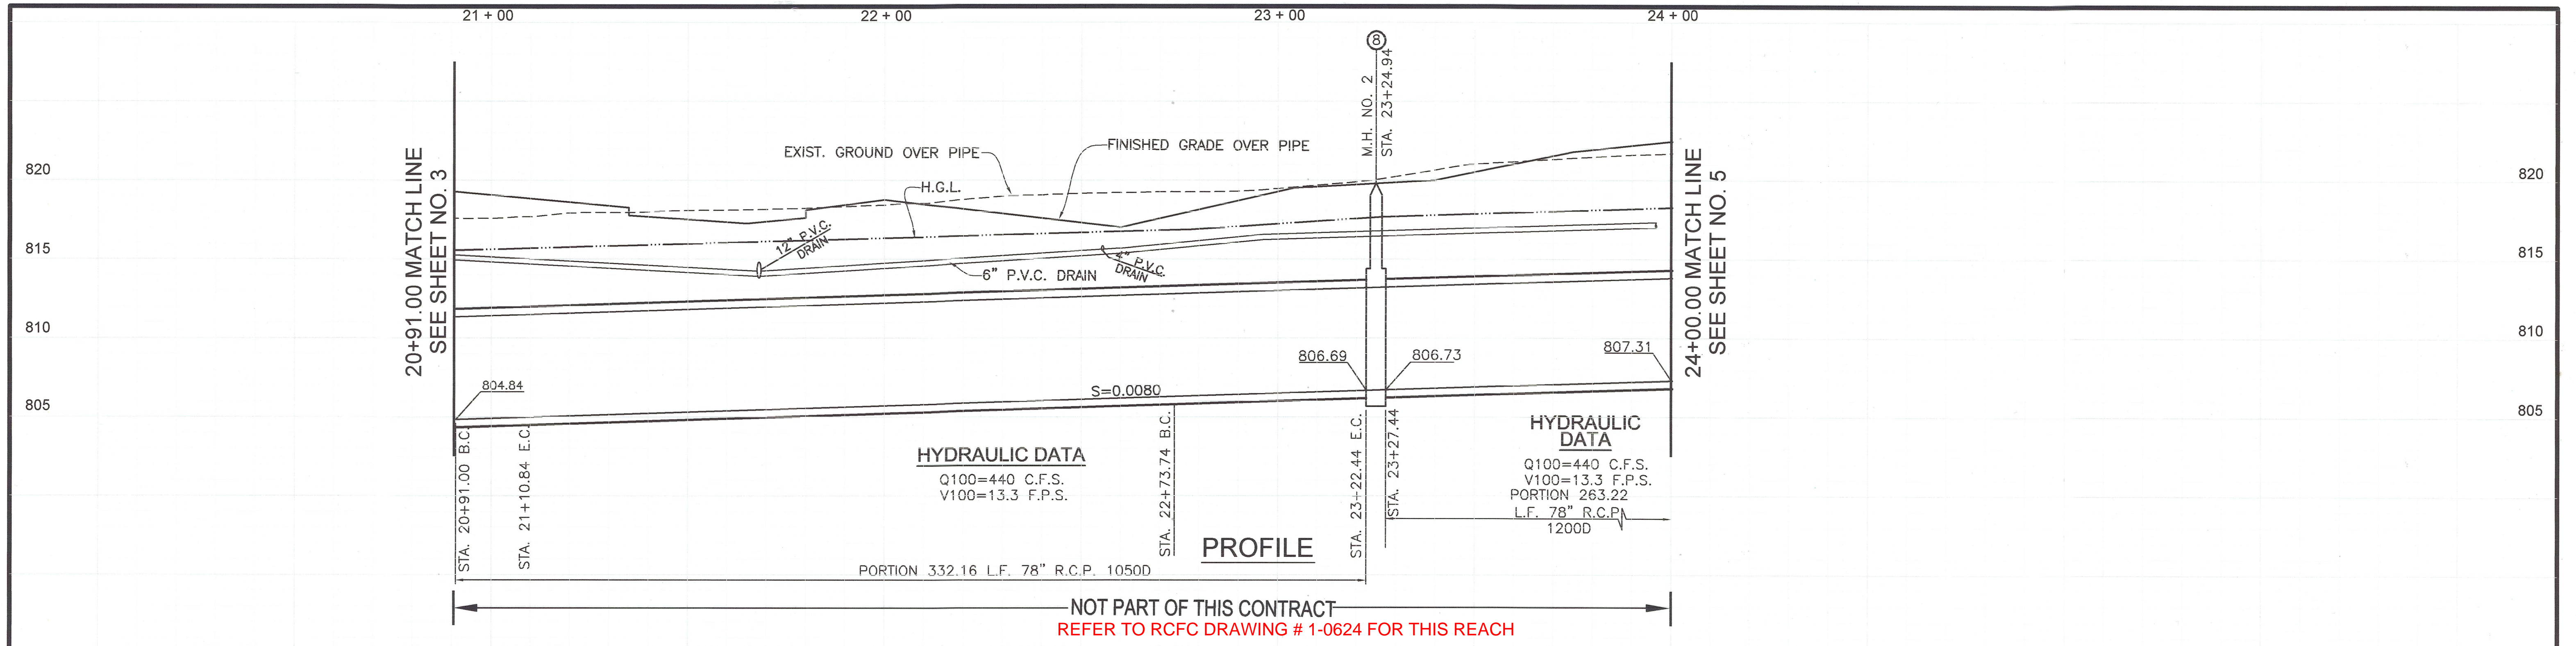 21 + 00
22 + 00
23 + 00
24 + 00
8
M.H. NO. 2
STA. 23+24.94
EXIST. GROUND OVER PIPE
FINISHED GRADE OVER PIPE
H.G.L.
820
815
810
805
820
815
810
805
20+91.00 MATCH LINE
SEE SHEET NO. 3
24+00.00 MATCH LINE
SEE SHEET NO. 5
12" P.V.C.
DRAIN
6" P.V.C. DRAIN
4" P.V.C.
DRAIN
804.84
S=0.0080
806.69
806.73
807.31
STA. 20+91.00 B.C.
STA. 21+10.84 E.C.
HYDRAULIC DATA
Q100=440 C.F.S.
V100=13.3 F.P.S.
STA. 22+73.74 B.C.
STA. 23+22.44 E.C.
STA. 23+27.44
HYDRAULIC
DATA
Q100=440 C.F.S.
V100=13.3 F.P.S.
PORTION 263.22
L.F. 78" R.C.P.
1200D
PROFILE
PORTION 332.16 L.F. 78" R.C.P. 1050D
NOT PART OF THIS CONTRACT
REFER TO RCFC DRAWING # 1-0624 FOR THIS REACH